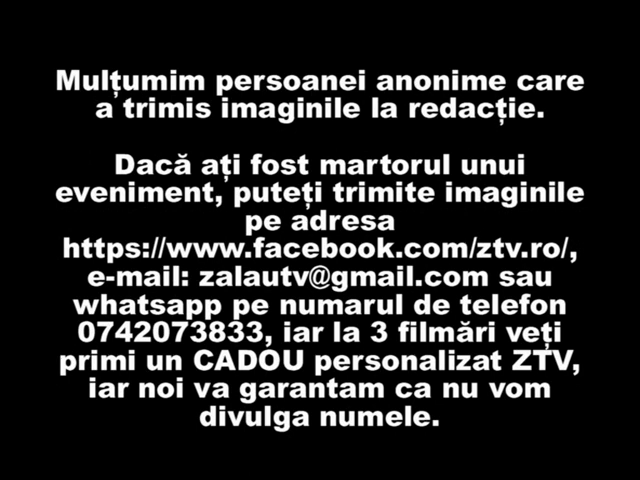 Mulțumim persoanei anonime care
a trimis imaginile la redacție.
Dacă ați fost martorul unui
eveniment, puteți trimite imaginile
pe adresa
https://www.facebook.com/ztv.ro/,
e-mail: zalautv@gmail.com sau
whatsapp pe numarul de telefon
0742073833, iar la 3 filmări veți
primi un CADOU personalizat ZTV,
iar noi va garantam ca nu vom
divulga numele.